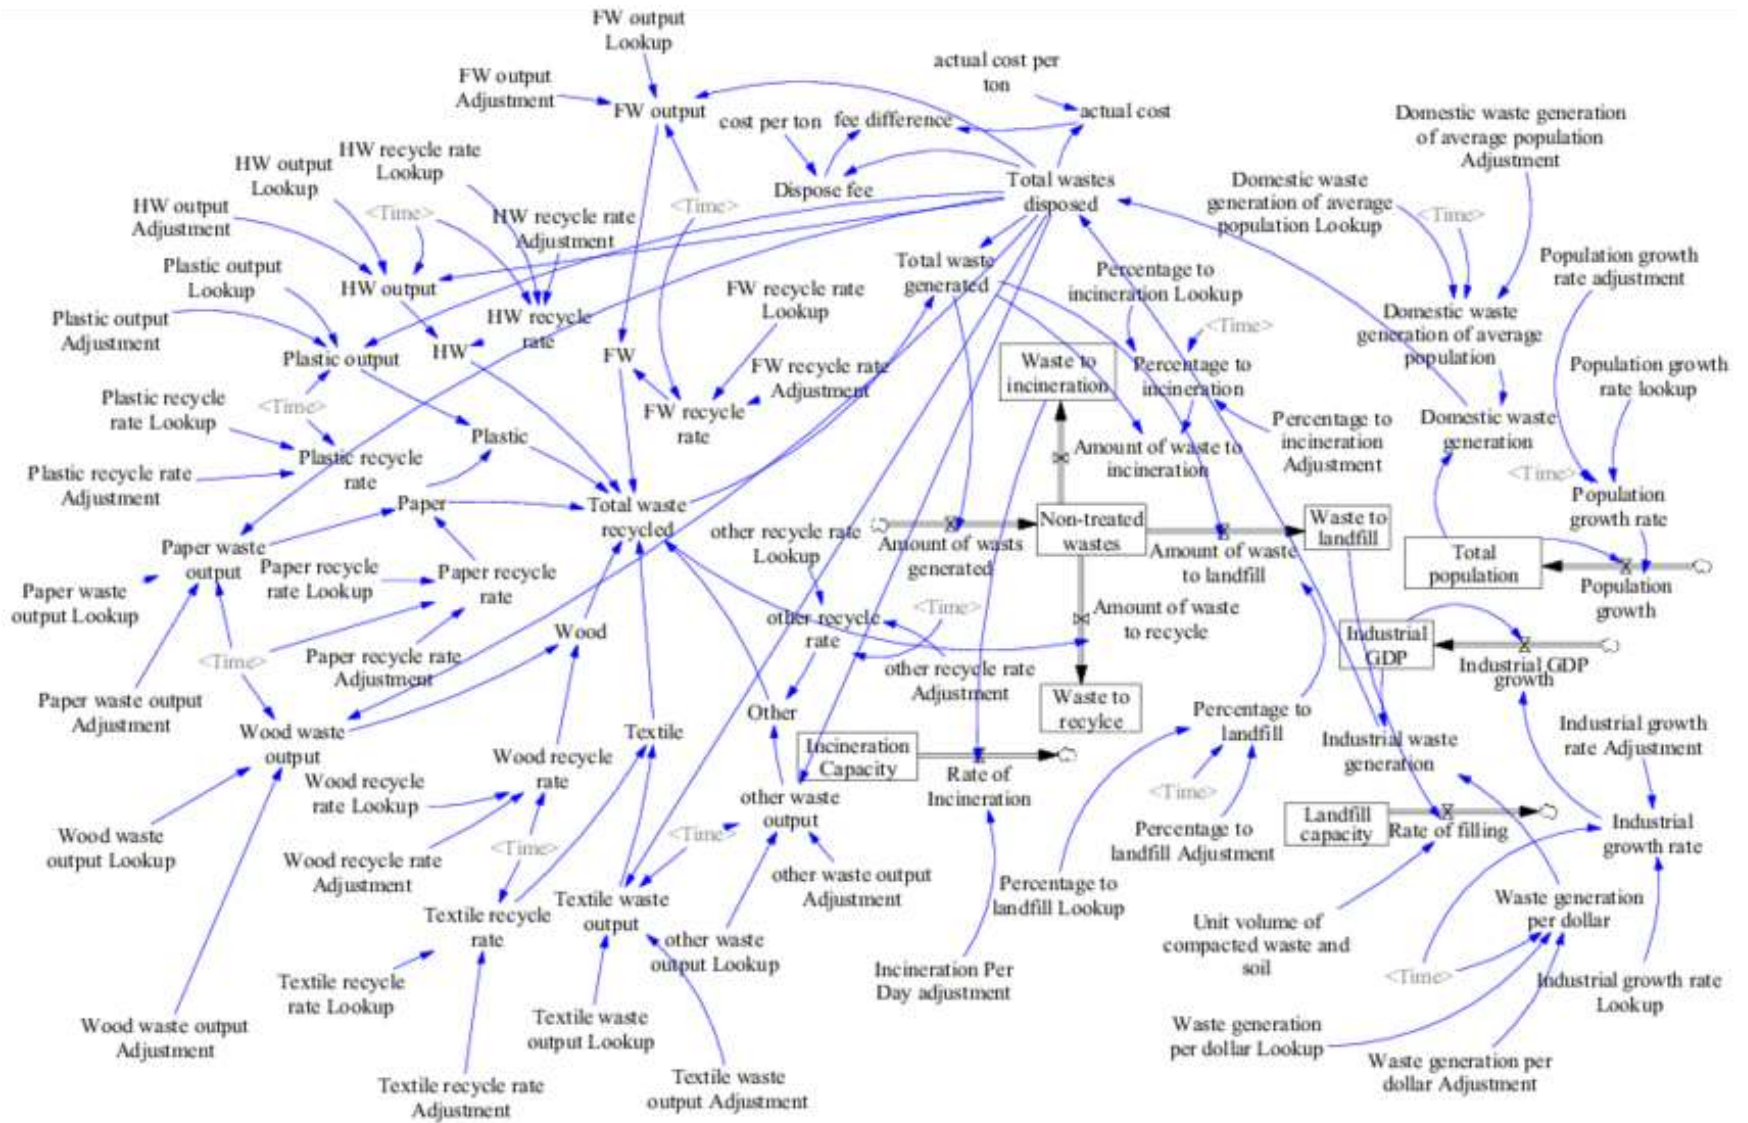 FW output
Lookup
FW output
Adjustment
FW output
actual cost per
ton
actual cost
cost per ton
fee difference
Dispose fee
Total wastes
disposed
<Time>
HW recycle rate
Lookup
HW output
Lookup
HW output
Adjustment
<Time>
HW recycle rate
Adjustment
HW output
HW recycle
rate
HW
Plastic output
Lookup
Plastic output
Adjustment
Plastic output
<Time>
Plastic recycle
rate Lookup
Plastic recycle rate
Adjustment
Plastic recycle
rate
Plastic
Paper
FW
FW recycle rate
Lookup
FW recycle rate
Adjustment
FW recycle
rate
Total waste
generated
Total waste
recycled
Domestic waste generation
of average population
Adjustment
Domestic waste
generation of average
population Lookup
<Time>
Population growth
rate adjustment
Domestic waste
generation of average
population
Population growth
rate lookup
Domestic waste
generation
<Time>
Population
growth rate
Total
population
Population
growth
Percentage to
incineration Lookup
<Time>
Percentage to
incineration
Percentage to
incineration
Adjustment
Waste to
incineration
Amount of waste to
incineration
Non-treated
wastes
Amount of wasts
generated
Amount of waste
to landfill
Waste to
landfill
Amount of waste
to recycle
Waste to
recylce
Industrial
GDP
Industrial GDP
growth
Industrial growth
rate Adjustment
Industrial
growth rate
Industrial waste
generation
Landfill
capacity
Rate of filling
Unit volume of
compacted waste and
soil
Waste generation
per dollar
<Time>
Industrial growth rate
Lookup
Waste generation
per dollar Lookup
Waste generation per
dollar Adjustment
Percentage to
landfill
<Time>
Percentage to
landfill Adjustment
Percentage to
landfill Lookup
Incineration
Capacity
Rate of
Incineration
Incineration Per
Day adjustment
other recycle rate
Lookup
<Time>
other recycle
rate
other recycle rate
Adjustment
Other
other waste
output
<Time>
other waste output
Adjustment
other waste
output Lookup
Paper waste
output
Paper waste
output Lookup
Paper recycle
rate Lookup
Paper recycle
rate
<Time>
Paper recycle rate
Adjustment
Paper waste output
Adjustment
Wood
Wood waste
output
Wood recycle
rate
Wood recycle
rate Lookup
Wood waste
output Lookup
Wood recycle rate
Adjustment
<Time>
Wood waste output
Adjustment
Textile
Textile recycle
rate
Textile waste
output
Textile recycle
rate Lookup
Textile waste
output Lookup
Textile recycle rate
Adjustment
Textile waste
output Adjustment